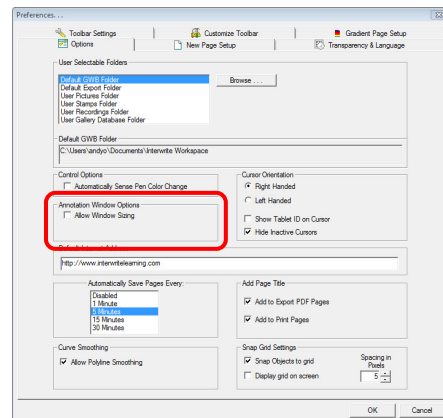 Preferences. . .
Toolbar Settings
Customize Toolbar
Gradient Page Setup
Options
New Page Setup
Transparency & Language
User Selectable Folders
Default GWB Folder
Default Export Folder
User Pictures Folder
User Stamps Folder
User Recordings Folder
User Gallery Database Folder
Browse . . .
Default GWB Folder
C:\Users\andyo\Documents\Interwrite Workspace
Control Options
Automatically Sense Pen Color Change
Cursor Orientation
Right Handed
Left Handed
Show Tablet ID on Cursor
Hide Inactive Cursors
Annotation Window Options
Allow Window Sizing
http://www.interwritelearning.com
Automatically Save Pages Every:
Disabled
1 Minute
5 Minutes
15 Minutes
30 Minutes
Add Page Title
Add to Export PDF Pages
Add to Print Pages
Curve Smoothing
Allow Polyline Smoothing
Snap Grid Settings
Snap Objects to grid
Display grid on screen
Spacing in
Pixels
5
OK
Cancel